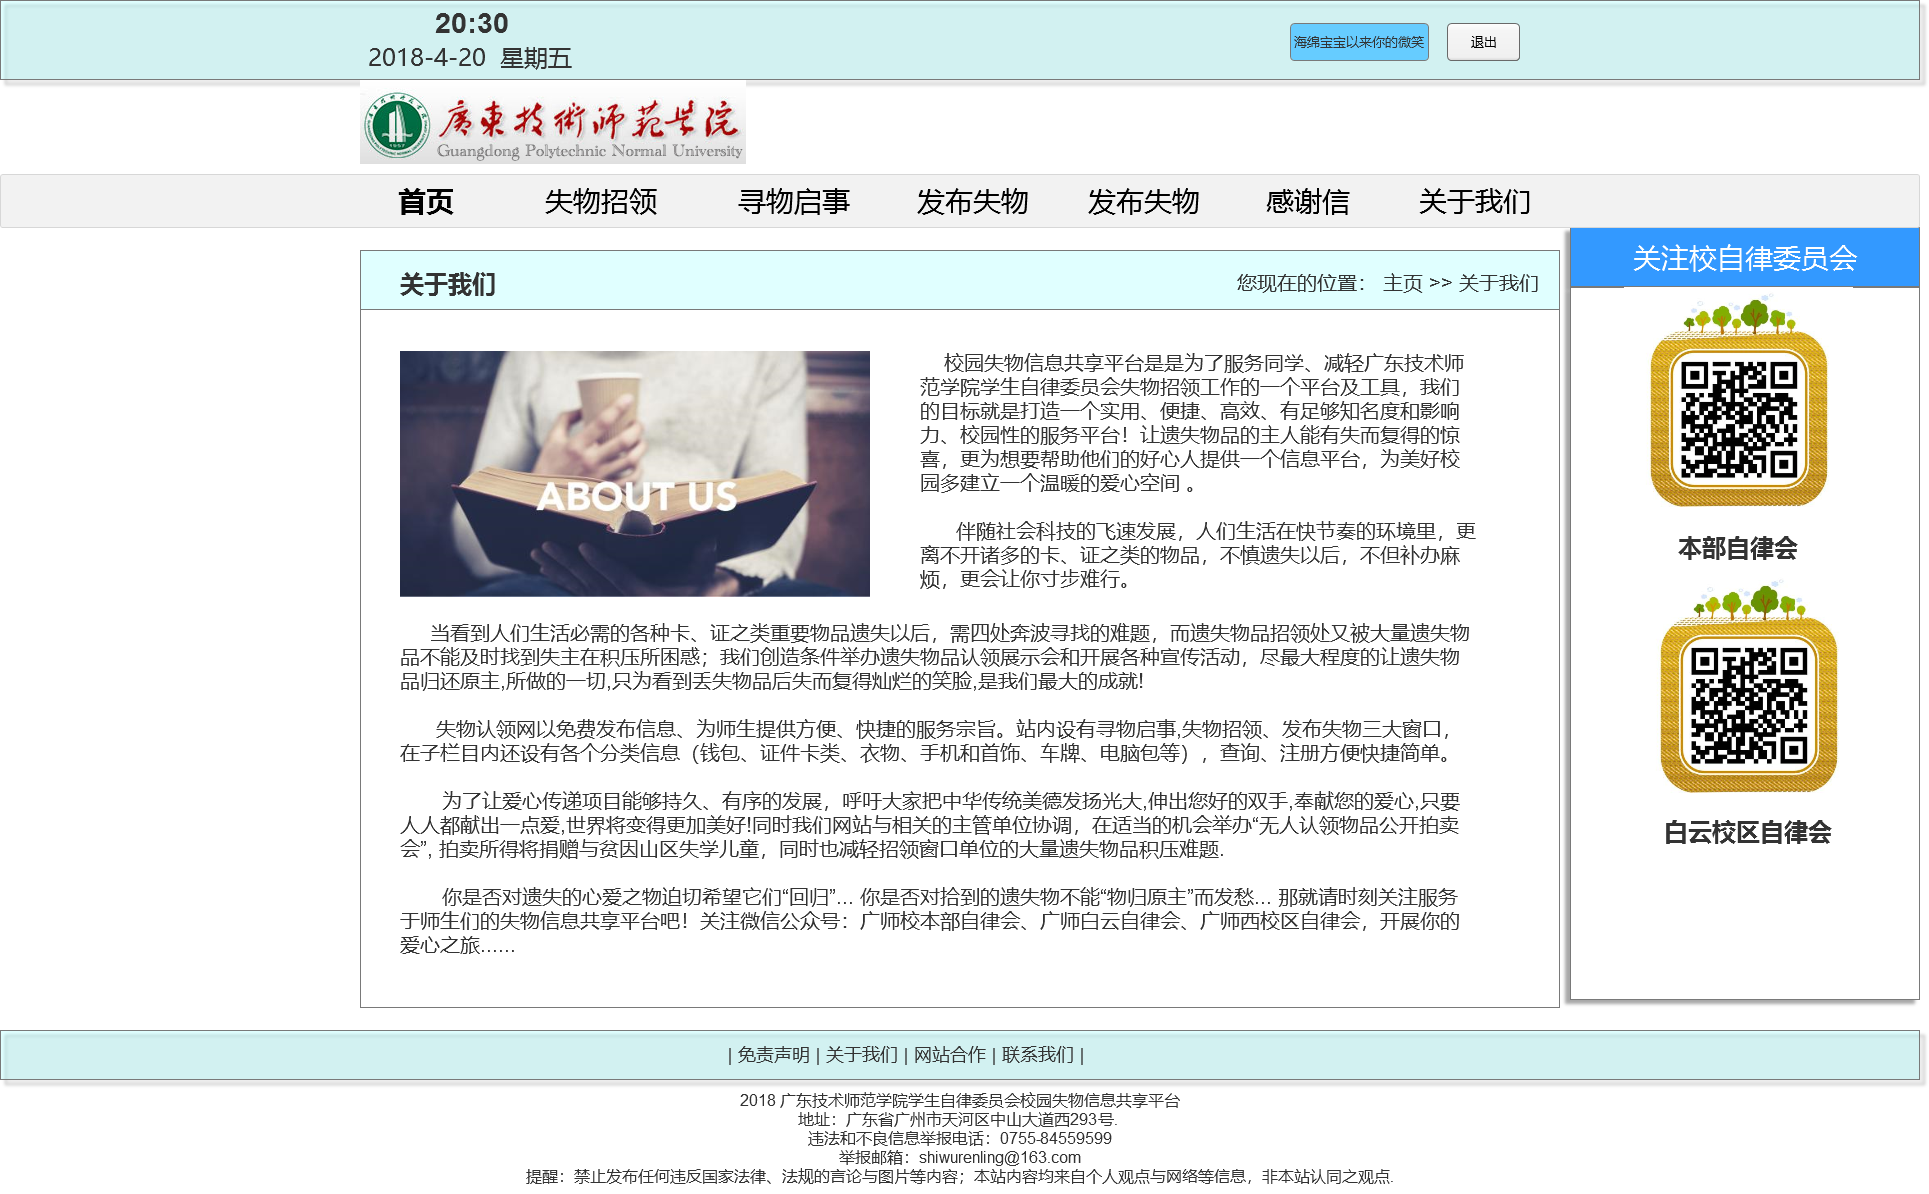 20:30
2018-4-20 星期五
海绵宝宝以来你的微笑
退出
廣東技術师范学院
Guangdong Polytechnic Normal University
首页 失物招领 寻物启事 发布失物 发布失物 感谢信 关于我们
关于我们
您现在的位置： 主页 >> 关于我们
ABOUT US
校园失物信息共享平台是是为了服务同学、减轻广东技术师
范学院学生自律委员会失物招领工作的一个平台及工具，我们
的目标就是打造一个实用、便捷、高效、有足够知名度和影响
力、校园性的服务平台！让遗失物品的主人能有失而复得的惊
喜，更为想要帮助他们的好心人提供一个信息平台，为美好校
园多建立一个温暖的爱心空间 。
伴随社会科技的飞速发展，人们生活在快节奏的环境里，更
离不开诸多的卡、证之类的物品，不慎遗失以后，不但补办麻
烦，更会让你寸步难行。
当看到人们生活必需的各种卡、证之类重要物品遗失以后，需四处奔波寻找的难题，而遗失物品招领处又被大量遗失物
品不能及时找到失主在积压所困惑；我们创造条件举办遗失物品认领展示会和开展各种宣传活动，尽最大程度的让遗失物
品归还原主,所做的一切,只为看到丢失物品后失而复得灿烂的笑脸,是我们最大的成就!
失物认领网以免费发布信息、为师生提供方便、快捷的服务宗旨。站内设有寻物启事,失物招领、发布失物三大窗口，
在子栏目内还设有各个分类信息（钱包、证件卡类、衣物、手机和首饰、车牌、电脑包等），查询、注册方便快捷简单。
为了让爱心传递项目能够持久、有序的发展，呼吁大家把中华传统美德发扬光大,伸出您好的双手,奉献您的爱心,只要
人人都献出一点爱,世界将变得更加美好!同时我们网站与相关的主管单位协调，在适当的机会举办“无人认领物品公开拍卖
会”, 拍卖所得将捐赠与贫因山区失学儿童，同时也减轻招领窗口单位的大量遗失物品积压难题.
你是否对遗失的心爱之物迫切希望它们“回归”... 你是否对拾到的遗失物不能“物归原主”而发愁... 那就请时刻关注服务
于师生们的失物信息共享平台吧！关注微信公众号：广师校本部自律会、广师白云自律会、广师西校区自律会，开展你的
爱心之旅......
关注校自律委员会
本部自律会
白云校区自律会
| 免责声明 | 关于我们 | 网站合作 | 联系我们 |
2018 广东技术师范学院学生自律委员会校园失物信息共享平台
地址：广东省广州市天河区中山大道西293号.
违法和不良信息举报电话：0755-84559599
举报邮箱：shiwurenling@163.com
提醒：禁止发布任何违反国家法律、法规的言论与图片等内容；本站内容均来自个人观点与网络等信息，非本站认同之观点.